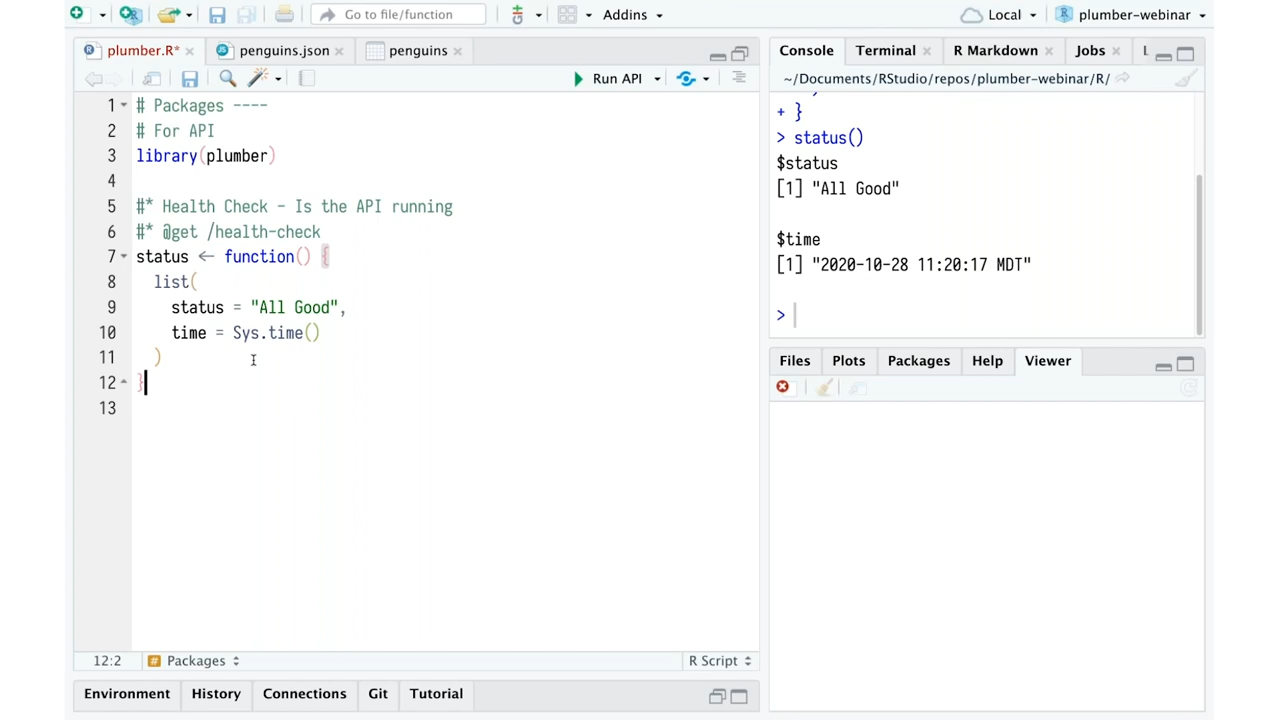 Go to file/function
Addins
Local
plumber-webinar
plumber.R*
penguins.json
penguins
Run API
1 # Packages ----
2 # For API
3 library(plumber)
4
5 #* Health Check - Is the API running
6 #* @get /health-check
7 status ← function() {
8 list(
9 status = "All Good",
10 time = Sys.time()
11 )
12 }
13
12:2
# Packages
R Script
Environment
History
Connections
Git
Tutorial
Console
Terminal
R Markdown
Jobs
~/Documents/RStudio/repos/plumber-webinar/R/
+ }
> status()
$status
[1] "All Good"
$time
[1] "2020-10-28 11:20:17 MDT"
>
Files
Plots
Packages
Help
Viewer